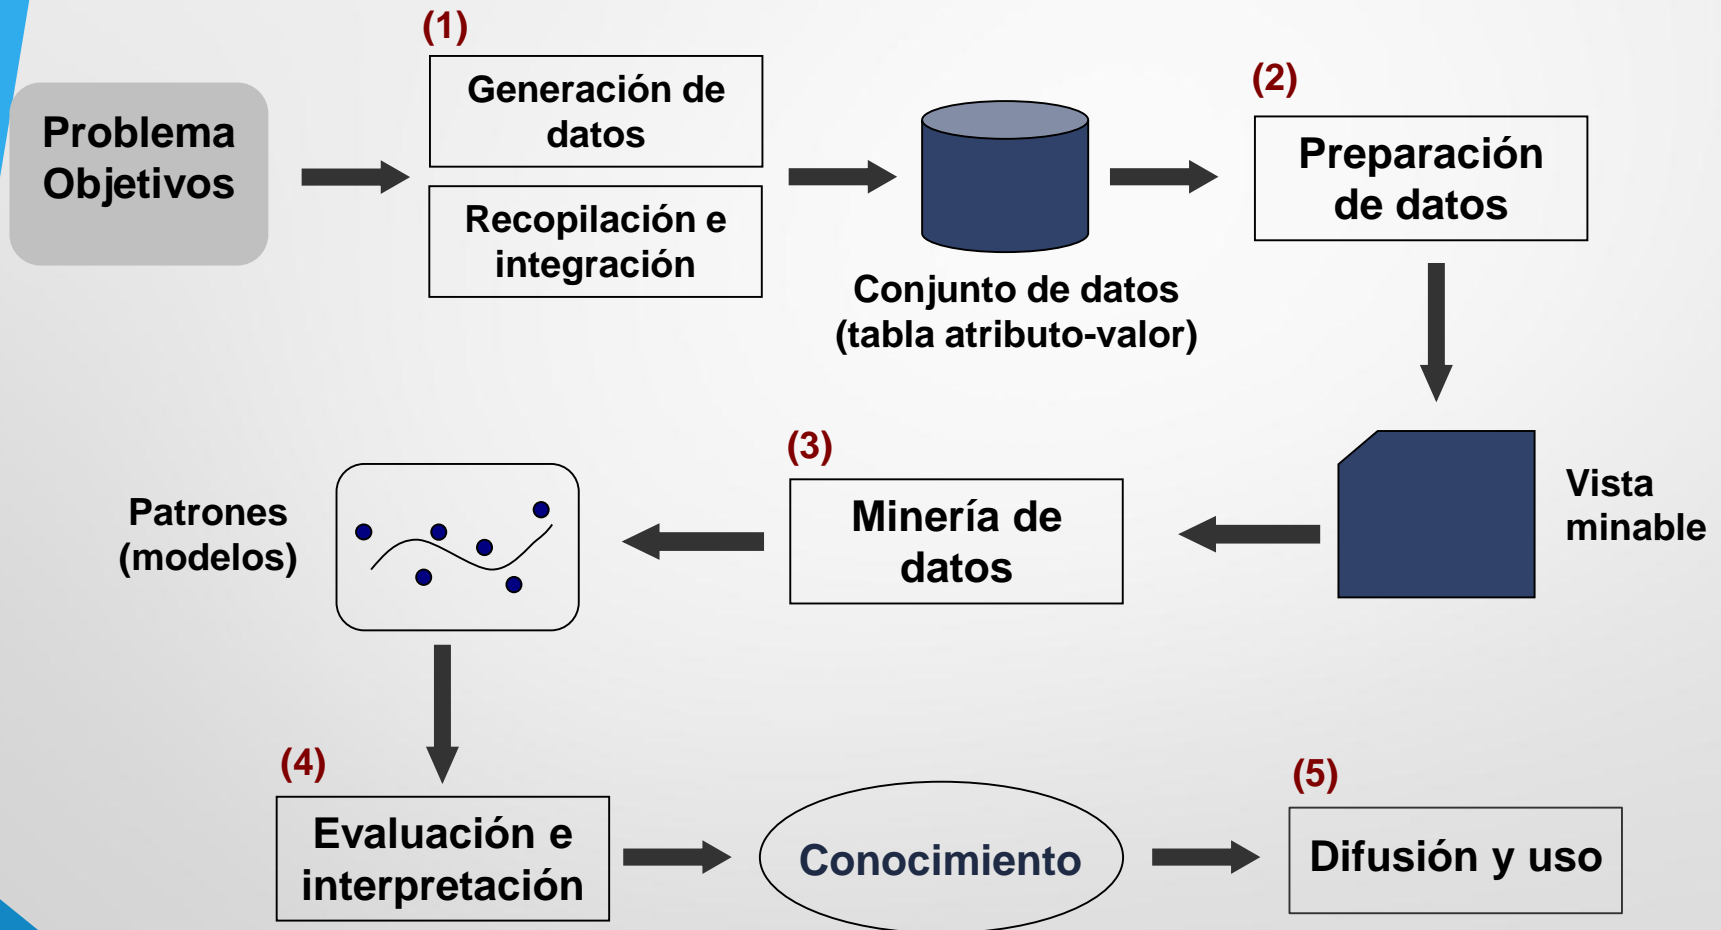 Problema
Objetivos
(1)
Generación de
datos
Recopilación e
integración
Conjunto de datos
(tabla atributo-valor)
(2)
Preparación
de datos
Vista
minable
(3)
Minería de
datos
Patrones
(modelos)
(4)
Evaluación e
interpretación
Conocimiento
(5)
Difusión y uso